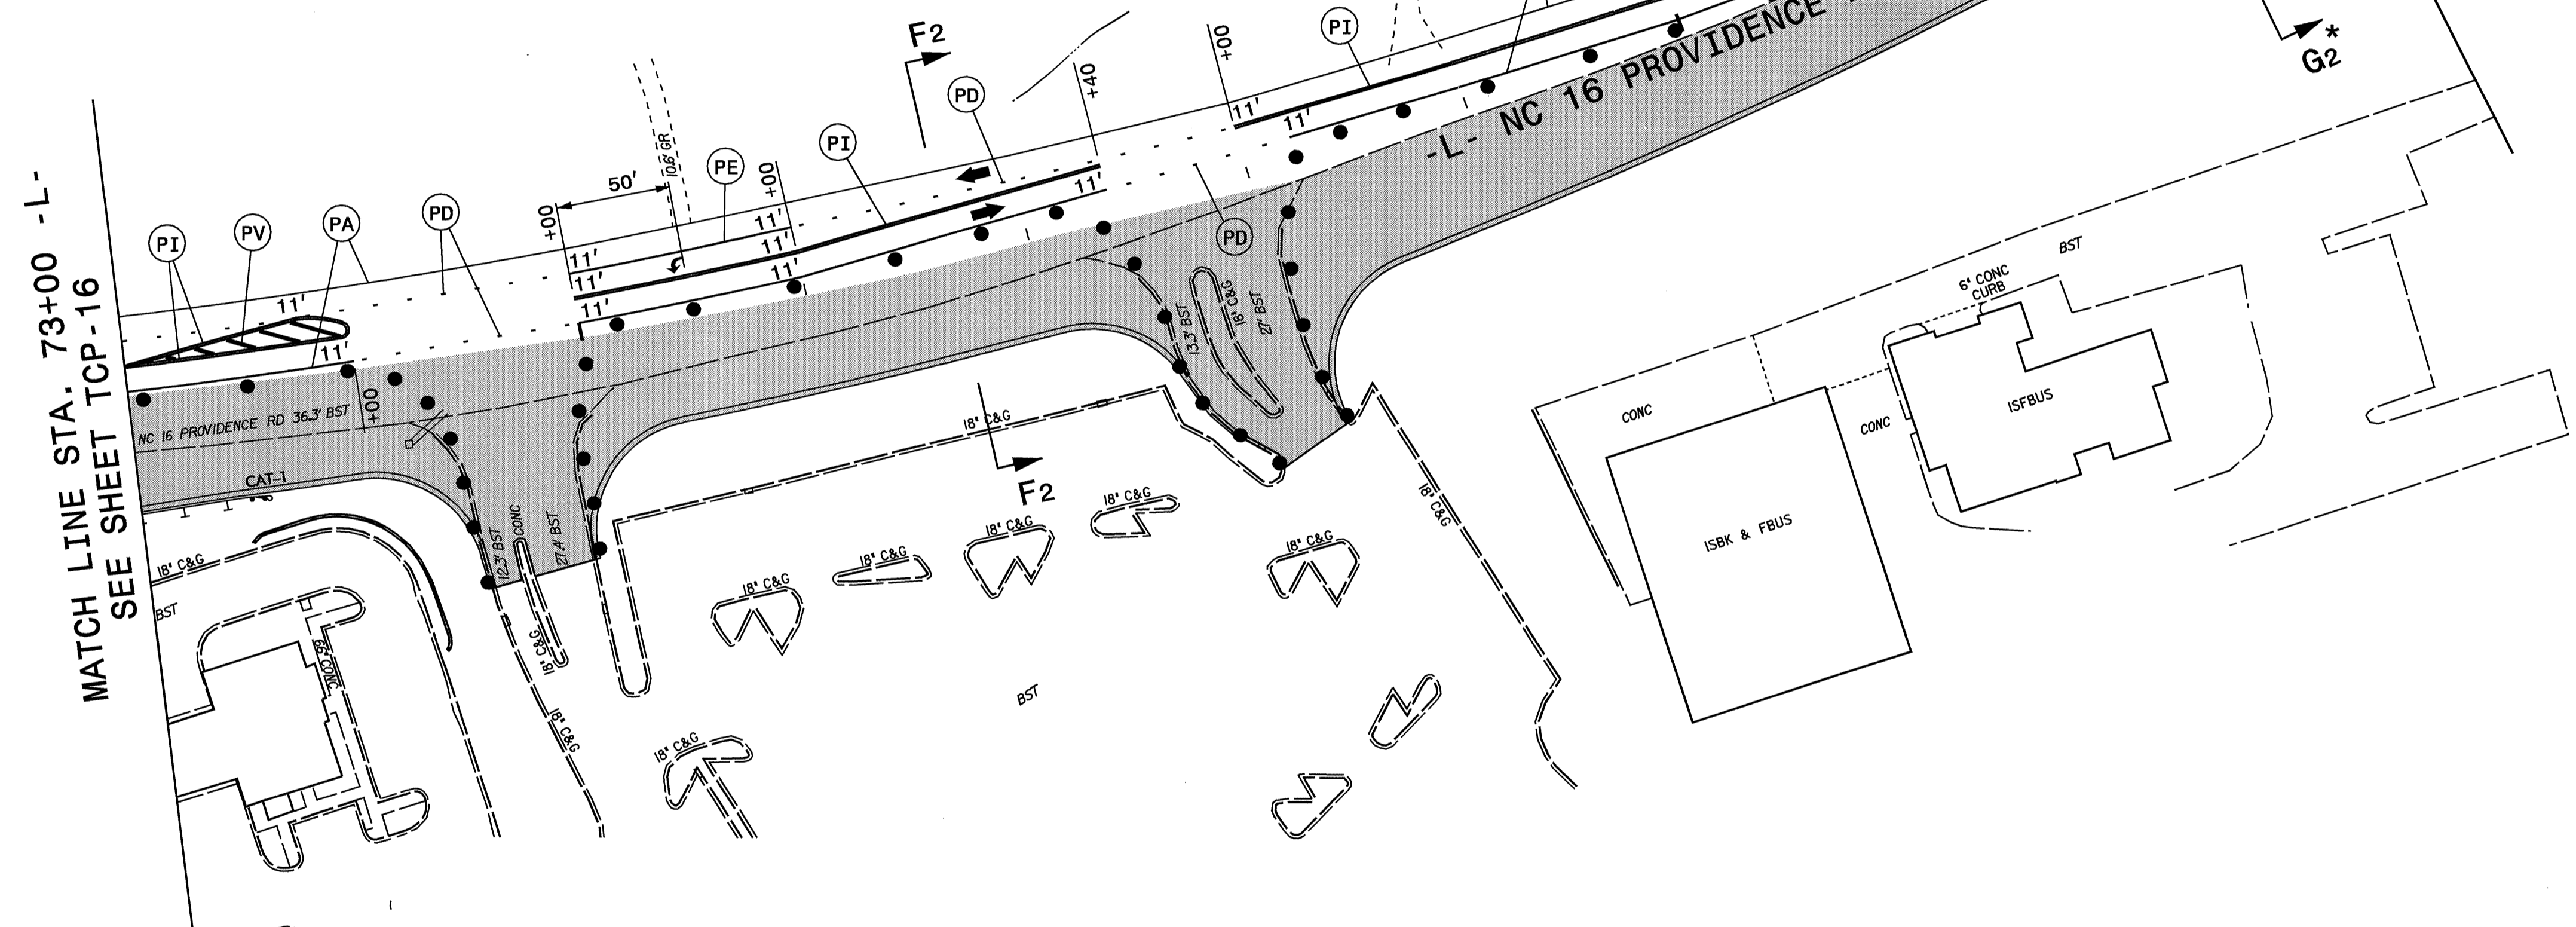 MATCH LINE STA. 73+00 -L-
SEE SHEET TCP-16
PI
PV
PA
PD
+00
50'
10.6' GR
PE
+00
PI
F2
PD
+40
+00
PI
-L- NC 16 PROVIDENCE
*
G2
11'
11'
11'
11'
11'
11'
11'
11'
11'
11'
11'
11'
PD
+00
NC 16 PROVIDENCE RD 36.3' BST
CAT-1
18" C&G
BST
66" CONC
12.3' BST
CONC
27.4' BST
18" C&G
18" C&G
18" C&G
F2
13.3' BST
18" C&G
27' BST
18" C&G
18" C&G
18" C&G
18" C&G
18" C&G
18" C&G
18" C&G
BST
CONC
CONC
6" CONC
CURB
BST
ISFBUS
ISBK & FBUS